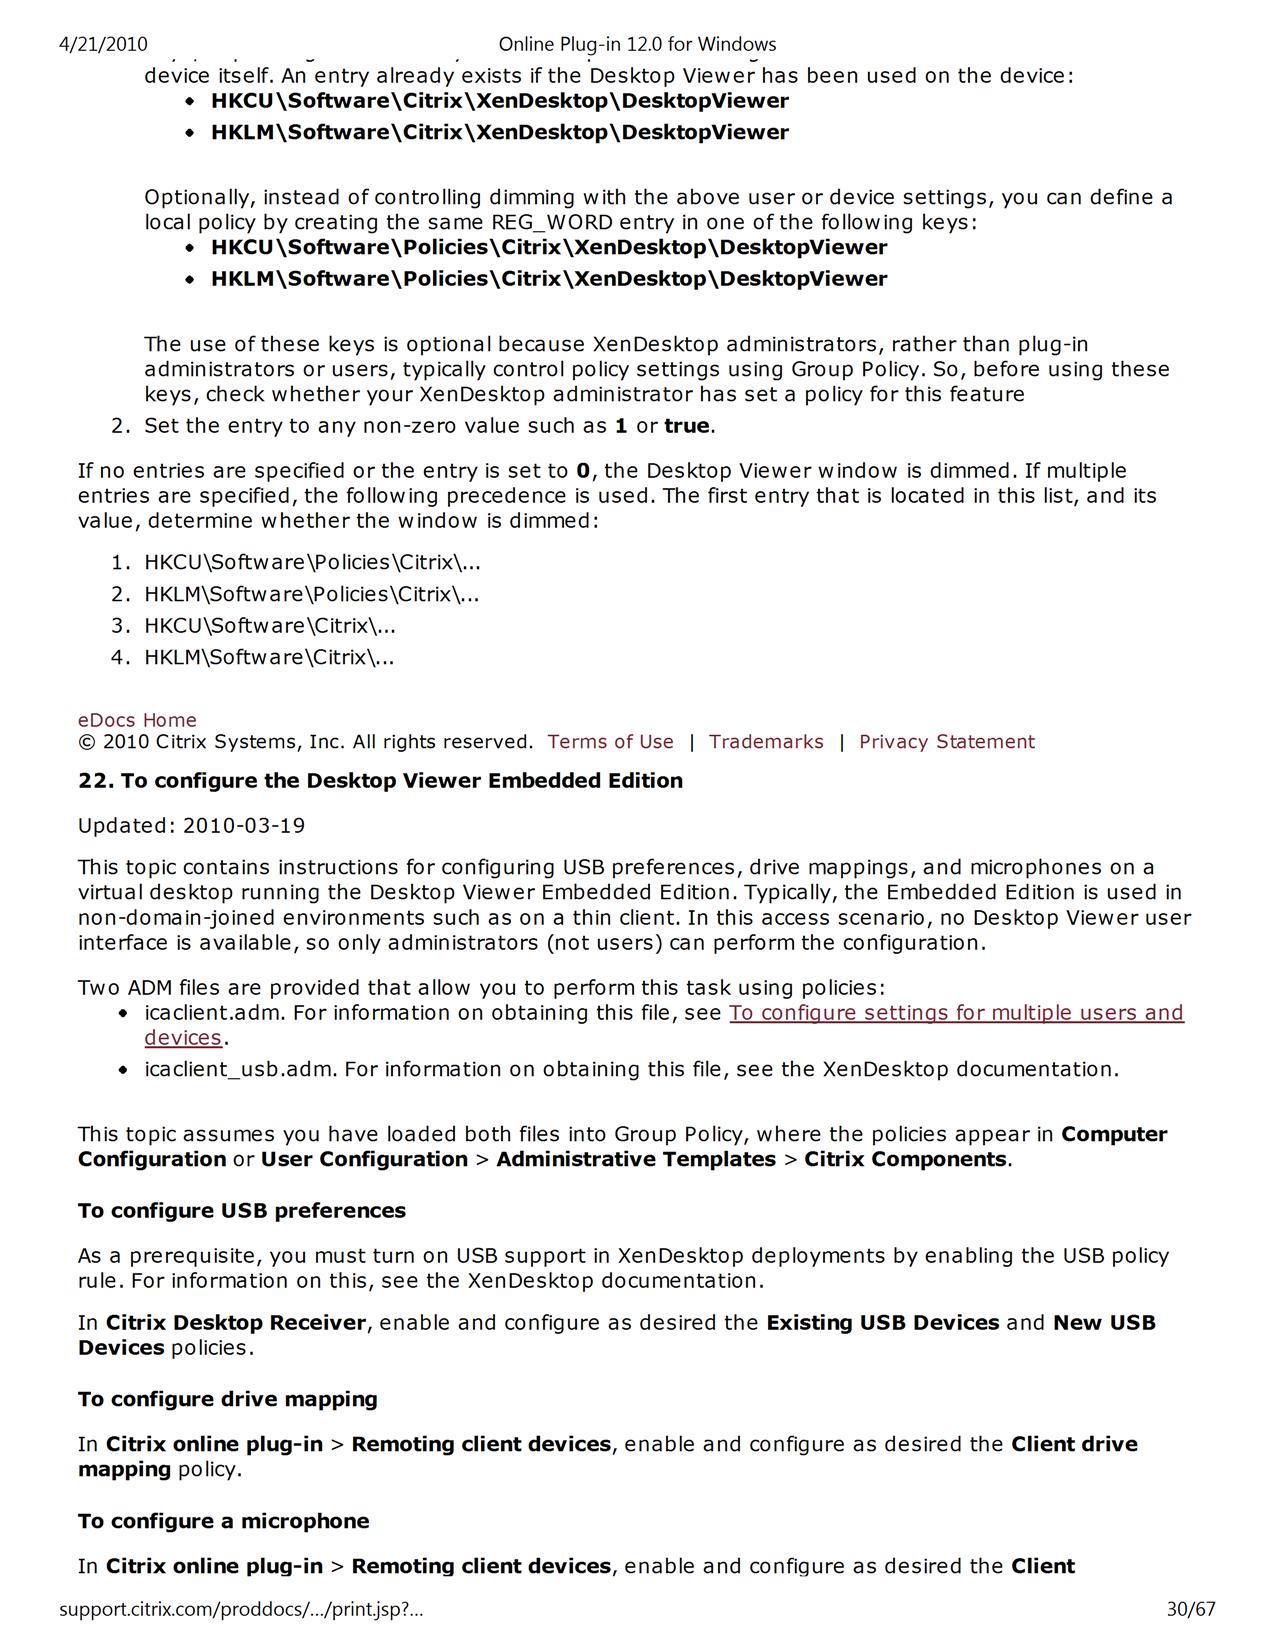 4/21/2010 Online Plug-in 12.0 for Windows
device itself. An entry already exists if the Desktop Viewer has been used on the device:
• HKCU\Software\Citrix\XenDesktop\DesktopViewer
• HKLM\Software\Citrix\XenDesktop\DesktopViewer
Optionally, instead of controlling dimming with the above user or device settings, you can define a
local policy by creating the same REG_WORD entry in one of the following keys:
• HKCU\Software\Policies\Citrix\XenDesktop\DesktopViewer
• HKLM\Software\Policies\Citrix\XenDesktop\DesktopViewer
The use of these keys is optional because XenDesktop administrators, rather than plug-in
administrators or users, typically control policy settings using Group Policy. So, before using these
keys, check whether your XenDesktop administrator has set a policy for this feature
2. Set the entry to any non-zero value such as 1 or true.
If no entries are specified or the entry is set to 0, the Desktop Viewer window is dimmed. If multiple
entries are specified, the following precedence is used. The first entry that is located in this list, and its
value, determine whether the window is dimmed:
1. HKCU\Software\Policies\Citrix\...
2. HKLM\Software\Policies\Citrix\...
3. HKCU\Software\Citrix\...
4. HKLM\Software\Citrix\...
eDocs Home
© 2010 Citrix Systems, Inc. All rights reserved. Terms of Use | Trademarks | Privacy Statement
22. To configure the Desktop Viewer Embedded Edition
Updated: 2010-03-19
This topic contains instructions for configuring USB preferences, drive mappings, and microphones on a
virtual desktop running the Desktop Viewer Embedded Edition. Typically, the Embedded Edition is used in
non-domain-joined environments such as on a thin client. In this access scenario, no Desktop Viewer user
interface is available, so only administrators (not users) can perform the configuration.
Two ADM files are provided that allow you to perform this task using policies:
• icaclient.adm. For information on obtaining this file, see To configure settings for multiple users and
devices.
• icaclient_usb.adm. For information on obtaining this file, see the XenDesktop documentation.
This topic assumes you have loaded both files into Group Policy, where the policies appear in Computer
Configuration or User Configuration > Administrative Templates > Citrix Components.
To configure USB preferences
As a prerequisite, you must turn on USB support in XenDesktop deployments by enabling the USB policy
rule. For information on this, see the XenDesktop documentation.
In Citrix Desktop Receiver, enable and configure as desired the Existing USB Devices and New USB
Devices policies.
To configure drive mapping
In Citrix online plug-in > Remoting client devices, enable and configure as desired the Client drive
mapping policy.
To configure a microphone
In Citrix online plug-in > Remoting client devices, enable and configure as desired the Client
support.citrix.com/proddocs/.../print.jsp?... 30/67